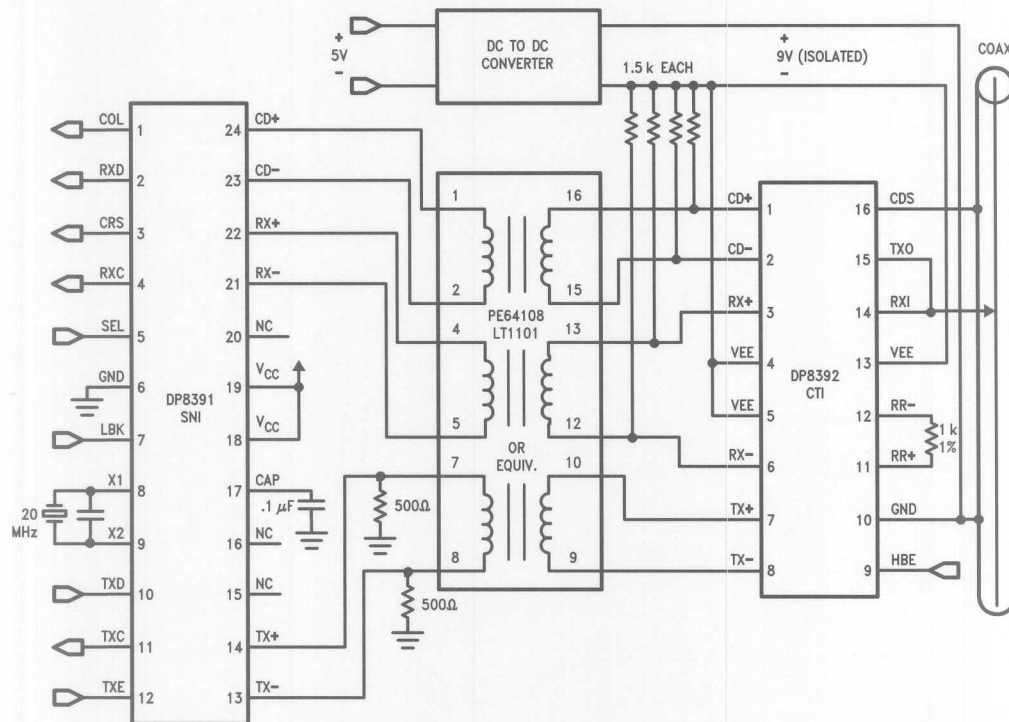 DC TO DC
CONVERTER
+
5V
-
+
9V (ISOLATED)
-
1.5 k EACH
COAX
COL 1
RXD 2
CRS 3
RXC 4
SEL 5
GND 6
LBK 7
X1 8
X2 9
TXD 10
TXC 11
TXE 12
20
MHz
DP8391
SNI
24 CD+
23 CD-
22 RX+
21 RX-
20 NC
19 VCC
18 VCC
17 CAP
.1 μF
16 NC
15 NC
14 TX+
13 TX-
500Ω
500Ω
1 16
2 15
PE64108
LT1101
4 13
5 12
OR
EQUIV.
7 10
8 9
CD+ 1
CD- 2
RX+ 3
VEE 4
VEE 5
RX- 6
TX+ 7
TX- 8
DP8392
CTI
16 CDS
15 TXO
14 RXI
13 VEE
12 RR-
11 RR+
10 GND
9 HBE
1 k
1%